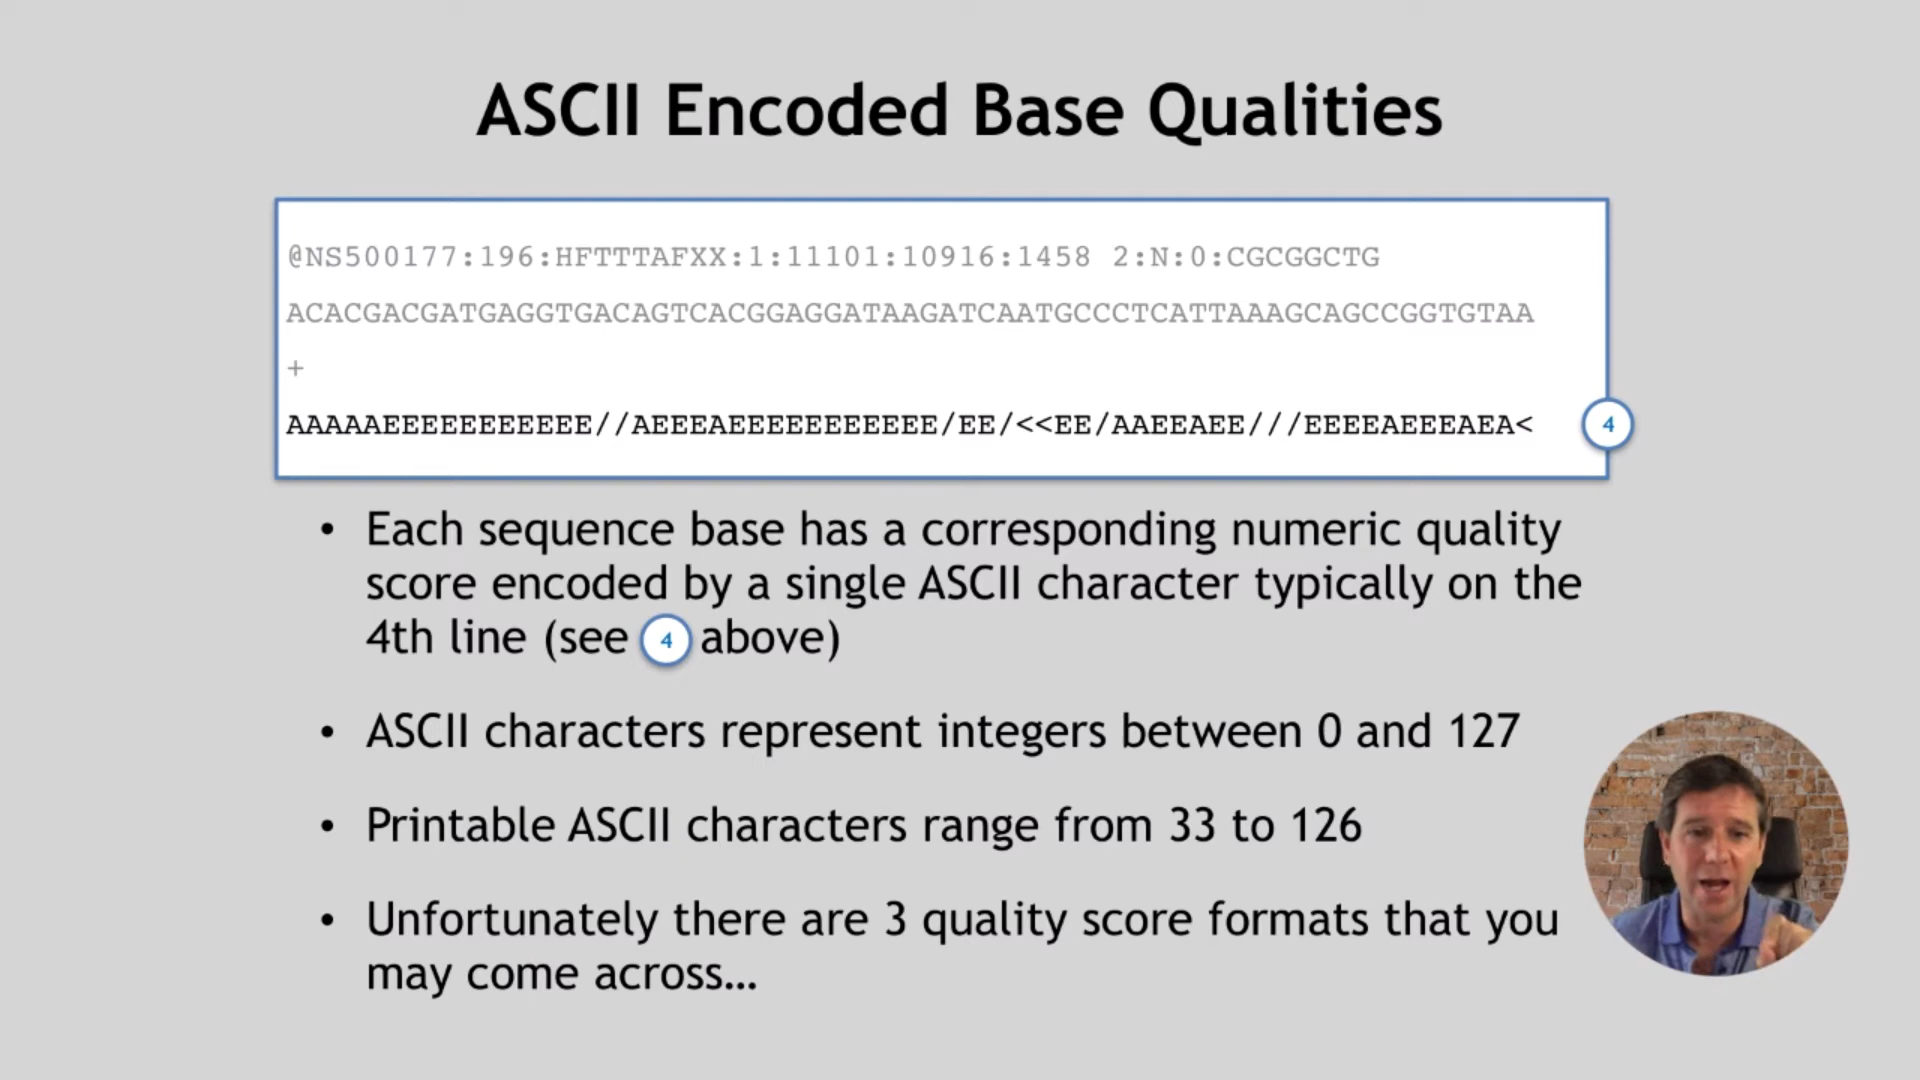 ASCII Encoded Base Qualities
@NS500177:196:HFTTTAFXX:1:11101:10916:1458 2:N:0:CGCGGCTG
ACACGACGATGAGGTGACAGTCACGGAGGATAAGATCAATGCCCTCATTAAAGCAGCCGGTGTAA
+
AAAAAEEEEEEEEEEE//AEEEAEEEEEEEEEEE/EE/<<EE/AAEEAEE///EEEEAEEEAEA< 4
• Each sequence base has a corresponding numeric quality
score encoded by a single ASCII character typically on the
4th line (see 4 above)
• ASCII characters represent integers between 0 and 127
• Printable ASCII characters range from 33 to 126
• Unfortunately there are 3 quality score formats that you
may come across...